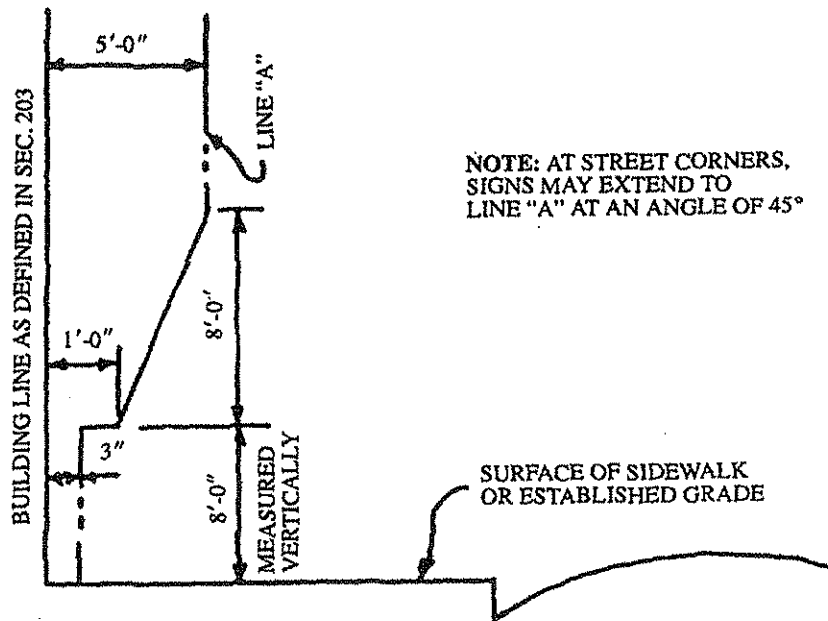 5'-0"
LINE "A"
BUILDING LINE AS DEFINED IN SEC. 203
NOTE: AT STREET CORNERS,
SIGNS MAY EXTEND TO
LINE "A" AT AN ANGLE OF 45°
8'-0"
1'-0"
3"
8'-0"
MEASURED
VERTICALLY
SURFACE OF SIDEWALK
OR ESTABLISHED GRADE